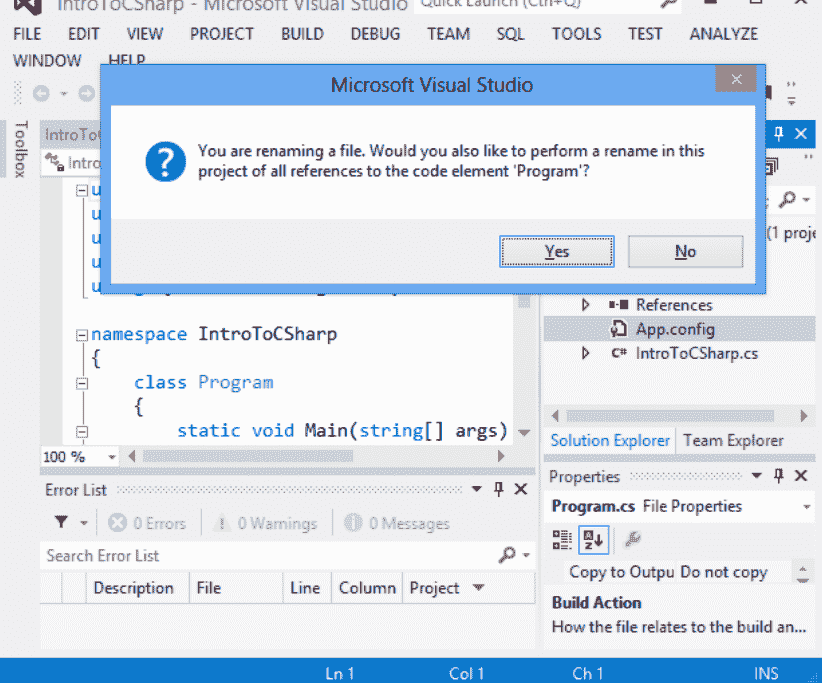 IntroToCSharp - Microsoft Visual Studio
Quick Launch (Ctrl+Q)
FILE EDIT VIEW PROJECT BUILD DEBUG TEAM SQL TOOLS TEST ANALYZE
WINDOW HELP
Microsoft Visual Studio
You are renaming a file. Would you also like to perform a rename in this
project of all references to the code element 'Program'?
Yes No
Toolbox
IntroTo
Intro
u
u
u
u
u
(1 proje
namespace IntroToCSharp
{
class Program
{
static void Main(string[] args)
100 %
References
App.config
C# IntroToCSharp.cs
Solution Explorer Team Explorer
Error List
0 Errors 0 Warnings 0 Messages
Search Error List
Description File Line Column Project
Properties
Program.cs File Properties
Copy to Outpu Do not copy
Build Action
How the file relates to the build an...
Ln 1 Col 1 Ch 1 INS